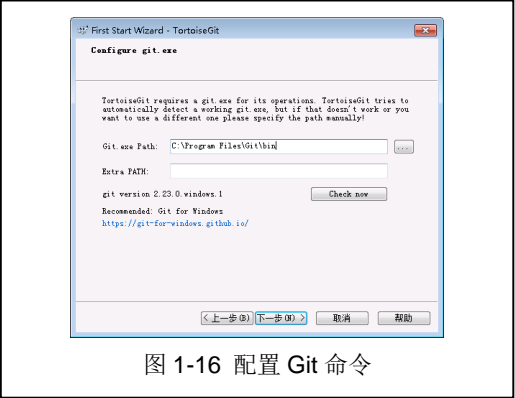 First Start Wizard - TortoiseGit
Configure git.exe
TortoiseGit requires a git.exe for its operations. TortoiseGit tries to
automatically detect a working git.exe, but if that doesn't work or you
want to use a different one please specify the path manually!
Git.exe Path: C:\Program Files\Git\bin ...
Extra PATH:
git version 2.23.0.windows.1 Check now
Recommended: Git for Windows
https://git-for-windows.github.io/
<上一步(B) 下一步(N)> 取消 帮助
图 1-16 配置 Git 命令